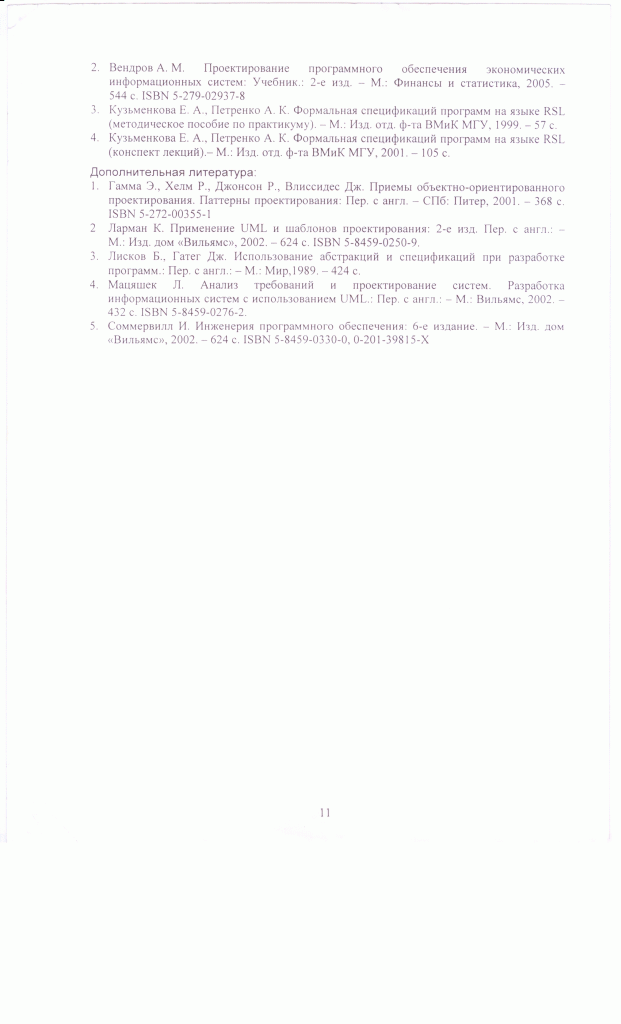 2. Вендров А. М. Проектирование программного обеспечения экономических
информационных систем: Учебник.: 2-е изд. – М.: Финансы и статистика, 2005. –
544 с. ISBN 5-279-02937-8
3. Кузьменкова Е. А., Петренко А. К. Формальная спецификаций программ на языке RSL
(методическое пособие по практикуму). – М.: Изд. отд. ф-та ВМиК МГУ, 1999. – 57 с.
4. Кузьменкова Е. А., Петренко А. К. Формальная спецификаций программ на языке RSL
(конспект лекций).– М.: Изд. отд. ф-та ВМиК МГУ, 2001. – 105 с.
Дополнительная литература:
1. Гамма Э., Хелм Р., Джонсон Р., Влиссидес Дж. Приемы объектно-ориентированного
проектирования. Паттерны проектирования: Пер. с англ. – СПб: Питер, 2001. – 368 с.
ISBN 5-272-00355-1
2 Ларман К. Применение UML и шаблонов проектирования: 2-е изд. Пер. с англ.: –
М.: Изд. дом «Вильямс», 2002. – 624 с. ISBN 5-8459-0250-9.
3. Лисков Б., Гатег Дж. Использование абстракций и спецификаций при разработке
программ.: Пер. с англ.: – М.: Мир,1989. – 424 с.
4. Мацяшек Л. Анализ требований и проектирование систем. Разработка
информационных систем с использованием UML.: Пер. с англ.: – М.: Вильямс, 2002. –
432 с. ISBN 5-8459-0276-2.
5. Соммервилл И. Инженерия программного обеспечения: 6-е издание. – М.: Изд. дом
«Вильямс», 2002. – 624 с. ISBN 5-8459-0330-0, 0-201-39815-X
11